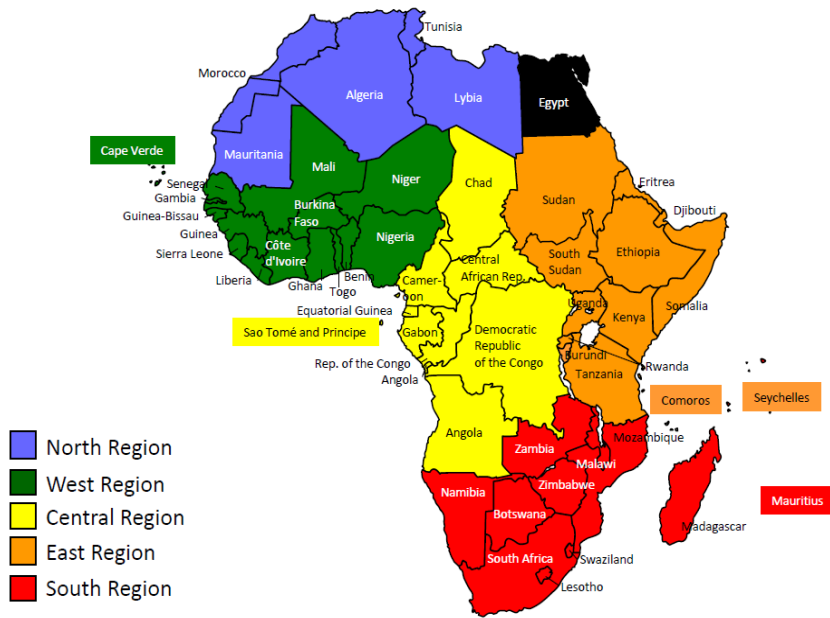 Tunisia
Morocco
Algeria
Lybia
Egypt
Cape Verde
Mauritania
Mali
Niger
Chad
Sudan
Eritrea
Senegal
Gambia
Guinea-Bissau
Burkina
Faso
Djibouti
Guinea
Nigeria
Sierra Leone
Côte
d'Ivoire
South
Sudan
Ethiopia
Central
African Rep.
Liberia
Ghana
Togo
Benin
Camer-
oon
Equatorial Guinea
Uganda
Kenya
Somalia
Sao Tomé and Principe
Gabon
Democratic
Republic
of the Congo
Rep. of the Congo
Burundi
Rwanda
Tanzania
Angola
Comoros
Seychelles
Angola
Zambia
Mozambique
Malawi
Namibia
Zimbabwe
Botswana
Mauritius
Madagascar
South Africa
Swaziland
Lesotho
North Region
West Region
Central Region
East Region
South Region